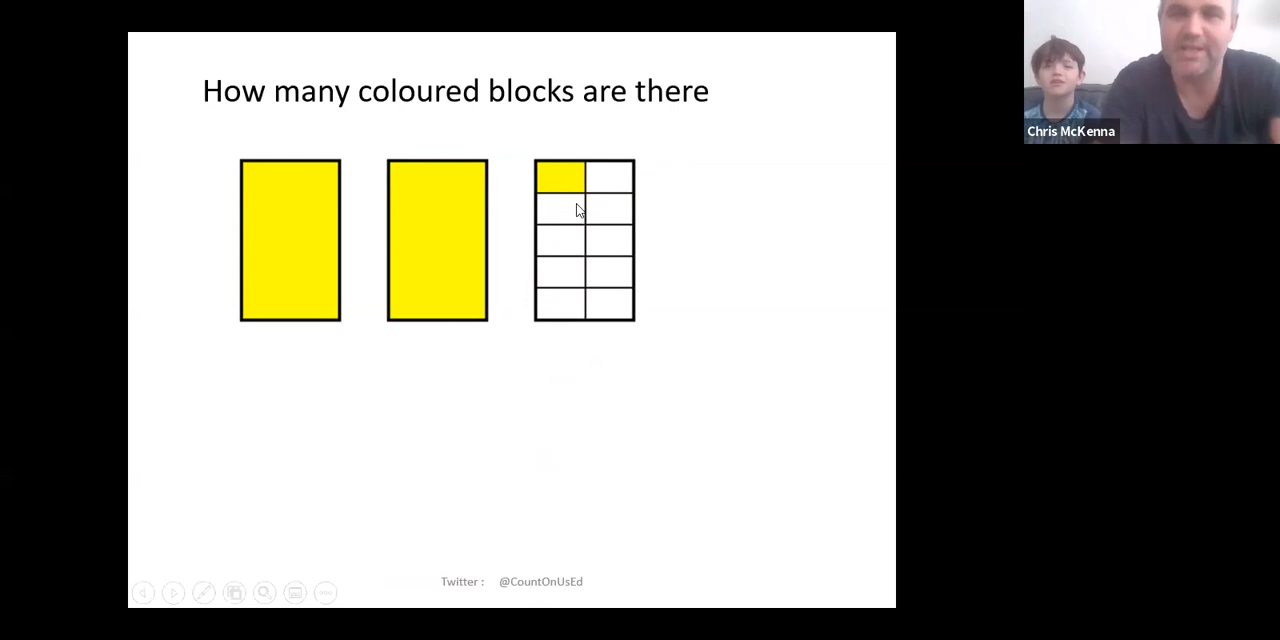 How many coloured blocks are there
Chris McKenna
Twitter : @CountOnUsEd